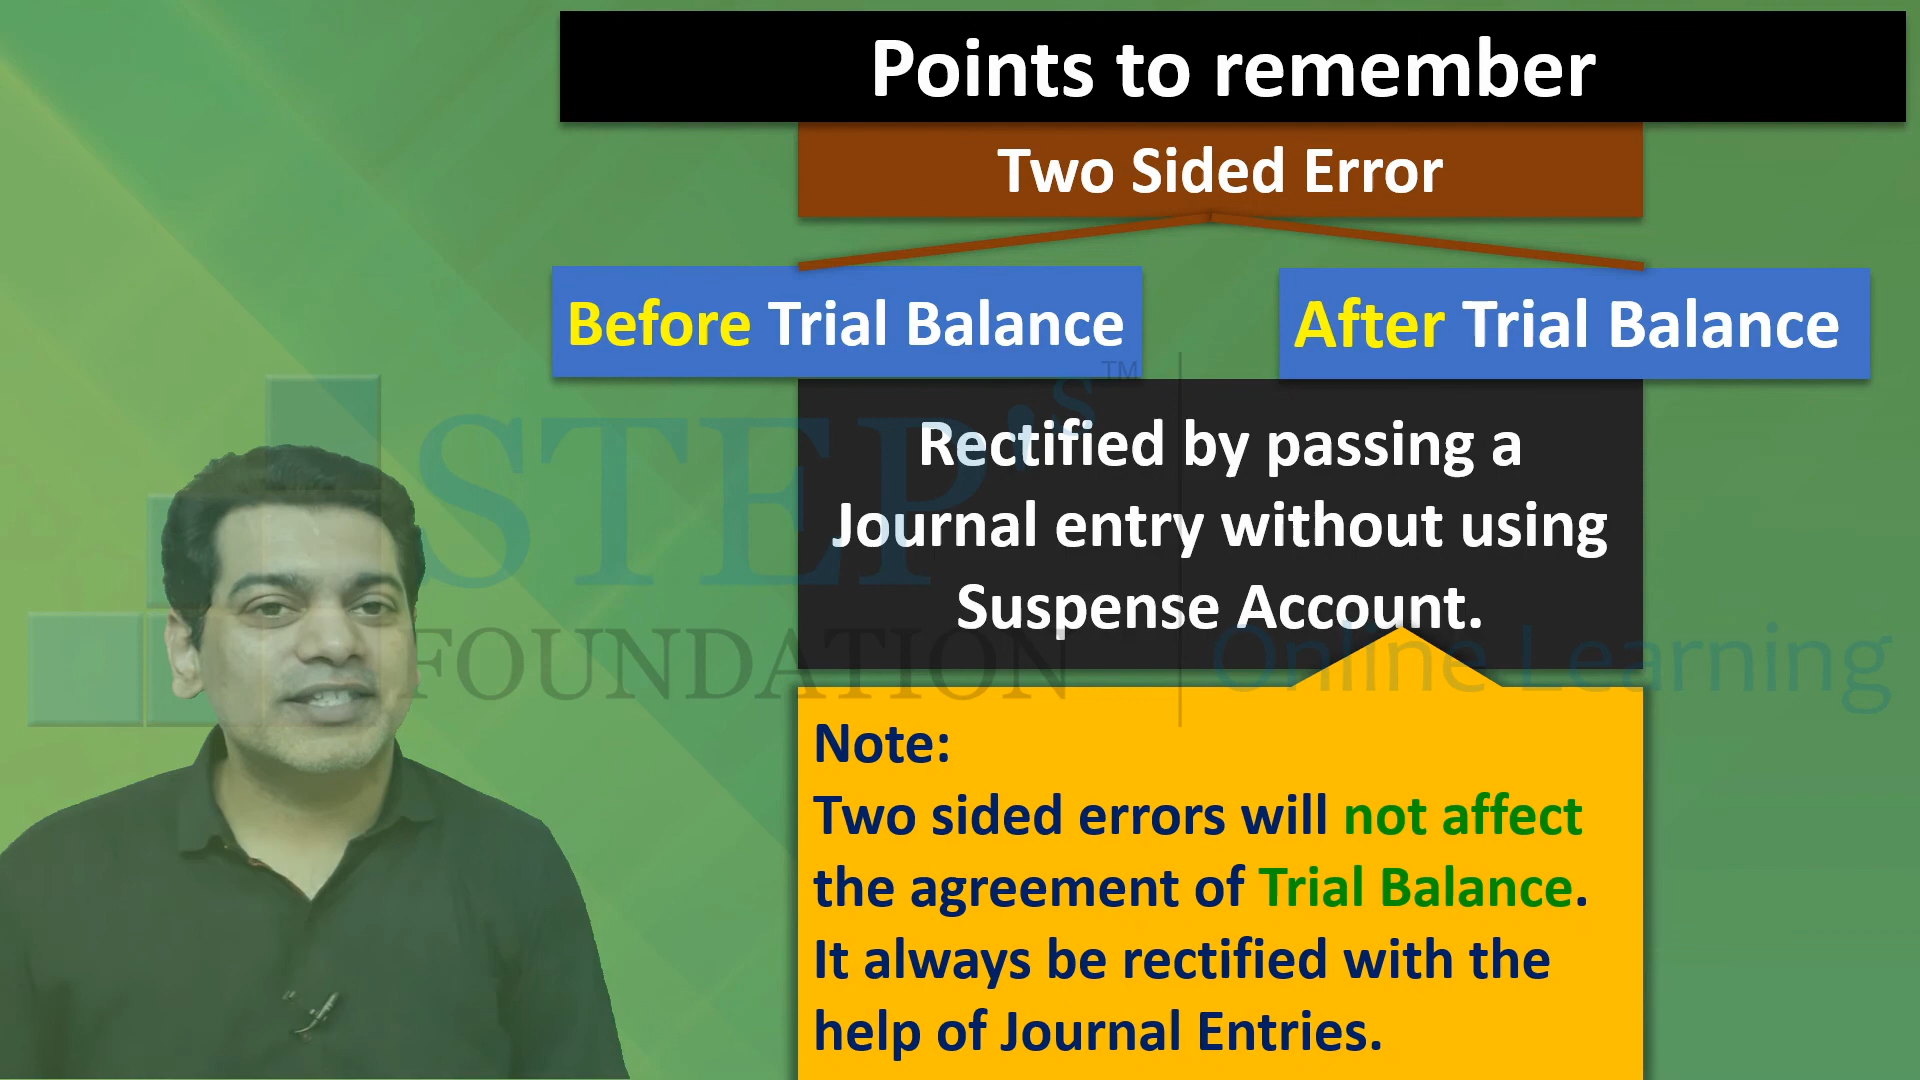 Points to remember
Two Sided Error
Before Trial Balance
After Trial Balance
Rectified by passing a
Journal entry without using
Suspense Account.
STEP's™
FOUNDATION
Online Learning
Note:
Two sided errors will not affect
the agreement of Trial Balance.
It always be rectified with the
help of Journal Entries.